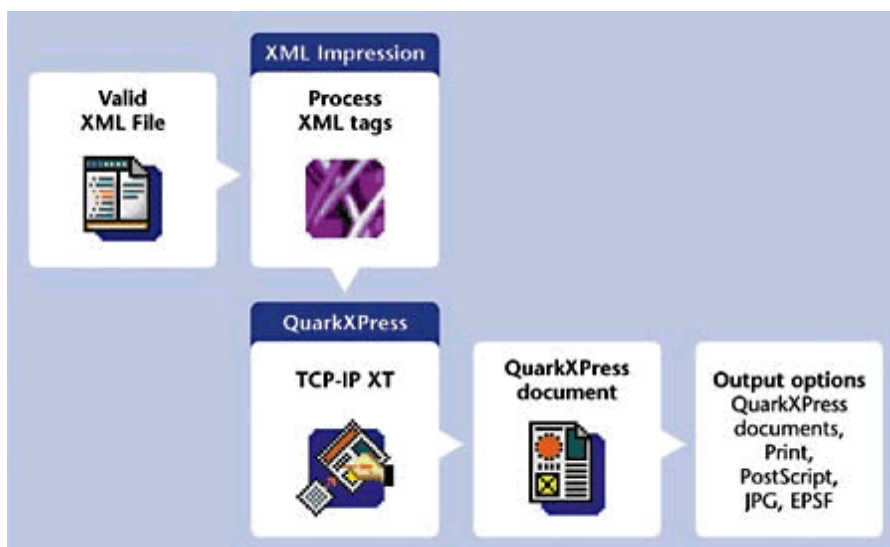 XML Impression
Valid
XML File
Process
XML tags
QuarkXPress
TCP-IP XT
QuarkXPress
document
Output options
QuarkXPress
documents,
Print,
PostScript,
JPG, EPSF